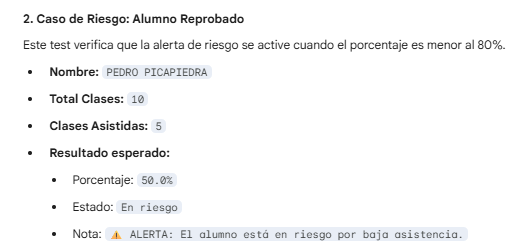 2. Caso de Riesgo: Alumno Reprobado
Este test verifica que la alerta de riesgo se active cuando el porcentaje es menor al 80%.
• Nombre: PEDRO PICAPIEDRA
• Total Clases: 10
• Clases Asistidas: 5
• Resultado esperado:
• Porcentaje: 50.0%
• Estado: En riesgo
• Nota: ⚠️ ALERTA: El alumno está en riesgo por baja asistencia.